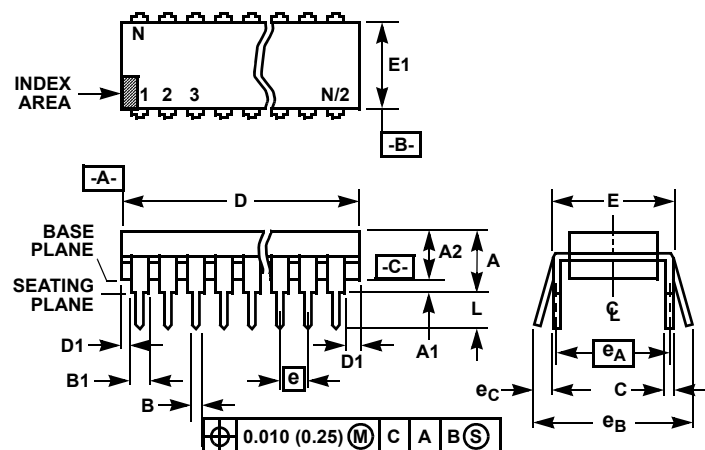 N
E1
INDEX
AREA
1 2 3 N/2
-B-
-A-
D
E
BASE
PLANE
A2
A
-C-
SEATING
PLANE
L
℄
D1
A1
D1
eA
B1
e
eC
C
B
eB
⌖ 0.010 (0.25) Ⓜ C A B Ⓢ